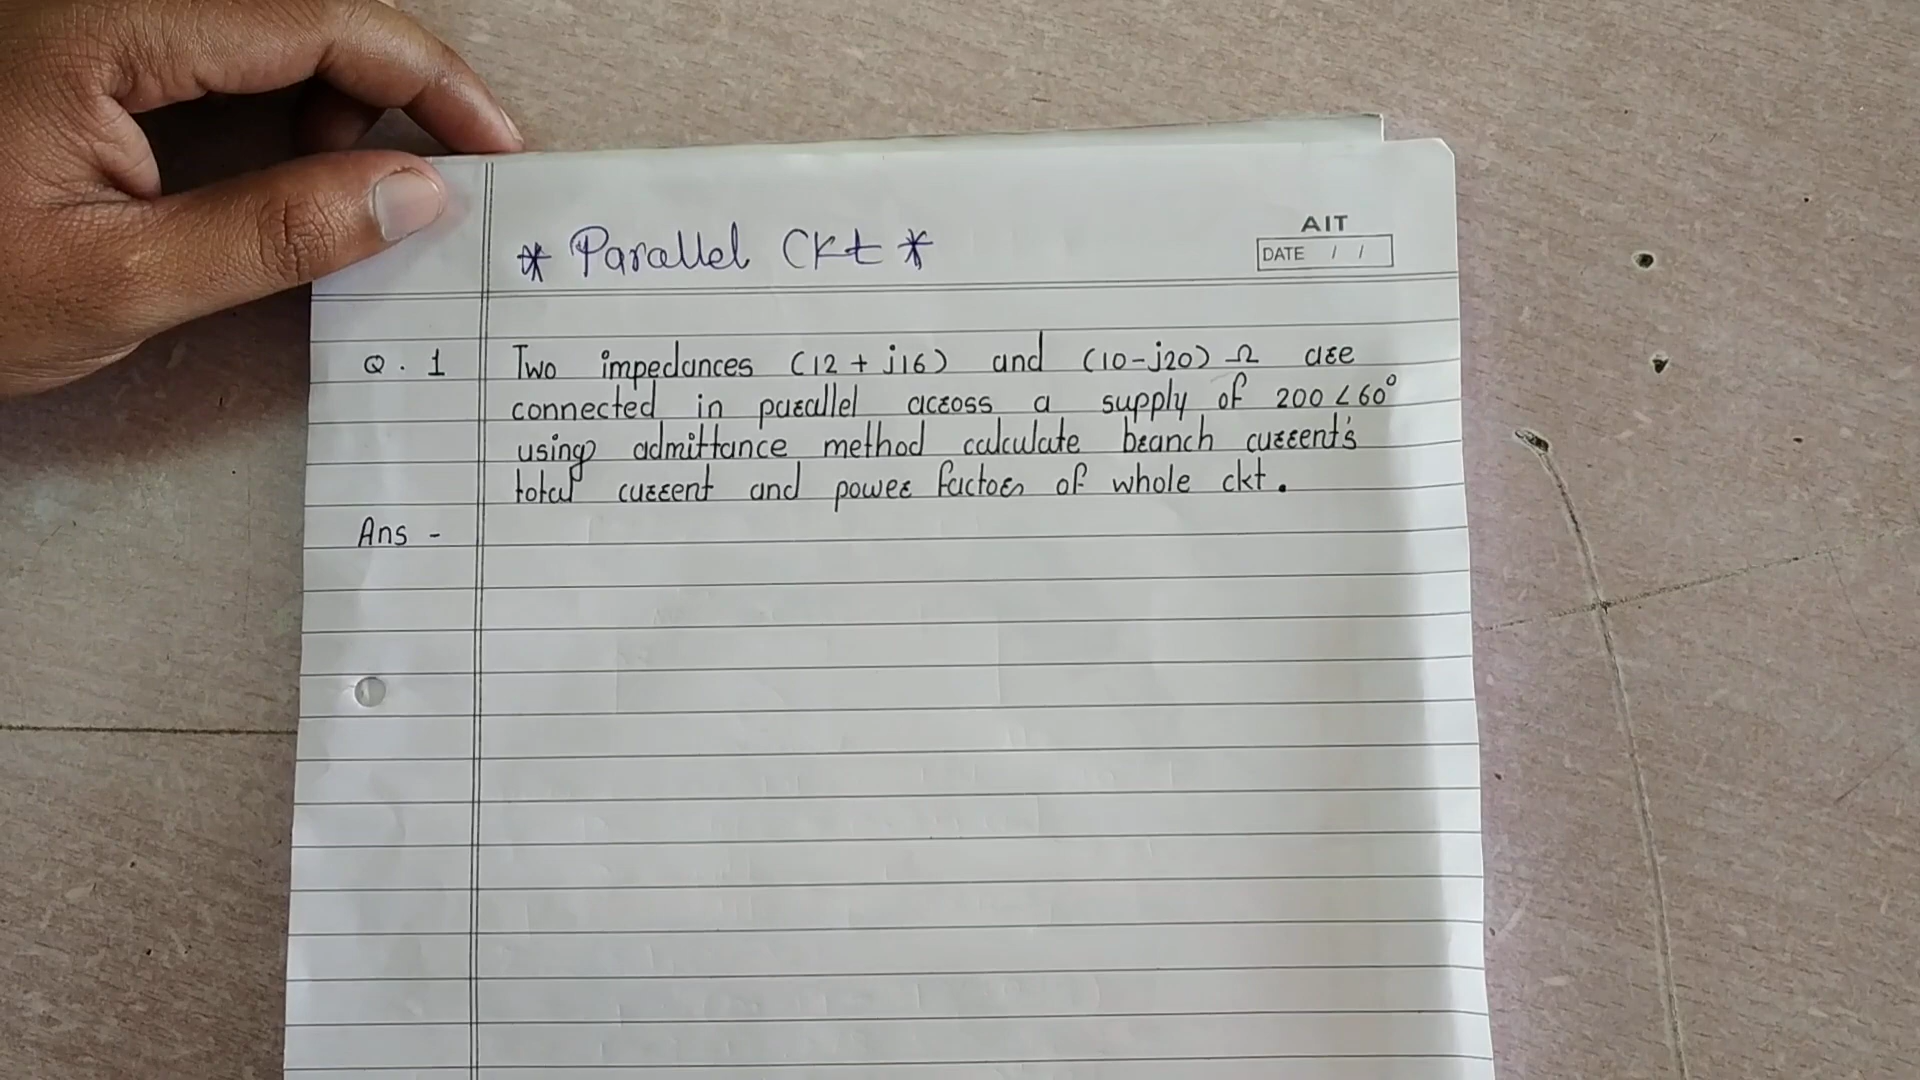 * Parallel Ckt *
AIT
DATE / /
Q. 1 Two impedances (12 + j16) and (10-j20) Ω are
connected in parallel across a supply of 200 ∠60°
using admittance method calculate branch current's
total current and power factor of whole ckt.
Ans -